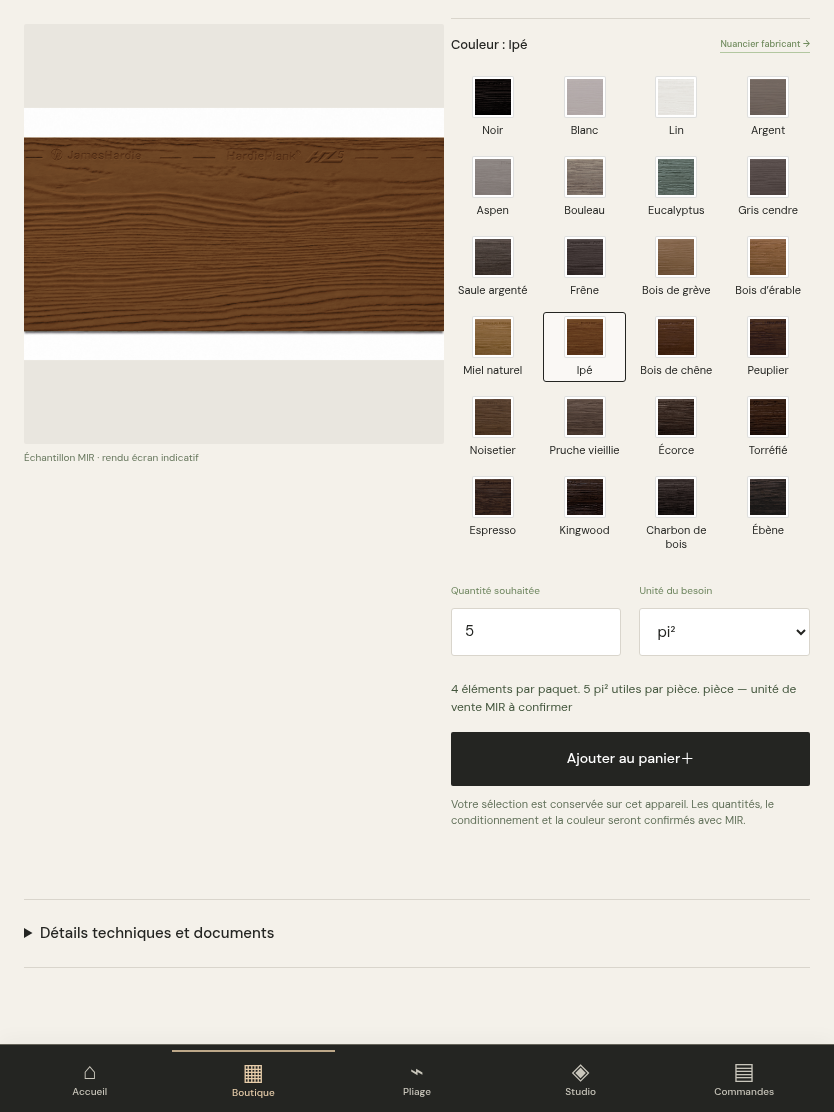 Couleur : Ipé
Nuancier fabricant →
JamesHardie
HardiePlank HZ5
Noir
Blanc
Lin
Argent
Aspen
Bouleau
Eucalyptus
Gris cendre
Saule argenté
Frêne
Bois de grève
Bois d'érable
Miel naturel
Ipé
Bois de chêne
Peuplier
Noisetier
Pruche vieillie
Écorce
Torréfié
Espresso
Kingwood
Charbon de
bois
Ébène
Échantillon MIR · rendu écran indicatif
Quantité souhaitée
Unité du besoin
5
pi²
4 éléments par paquet. 5 pi² utiles par pièce. pièce — unité de
vente MIR à confirmer
Ajouter au panier+
Votre sélection est conservée sur cet appareil. Les quantités, le
conditionnement et la couleur seront confirmés avec MIR.
Détails techniques et documents
Accueil
Boutique
Pliage
Studio
Commandes